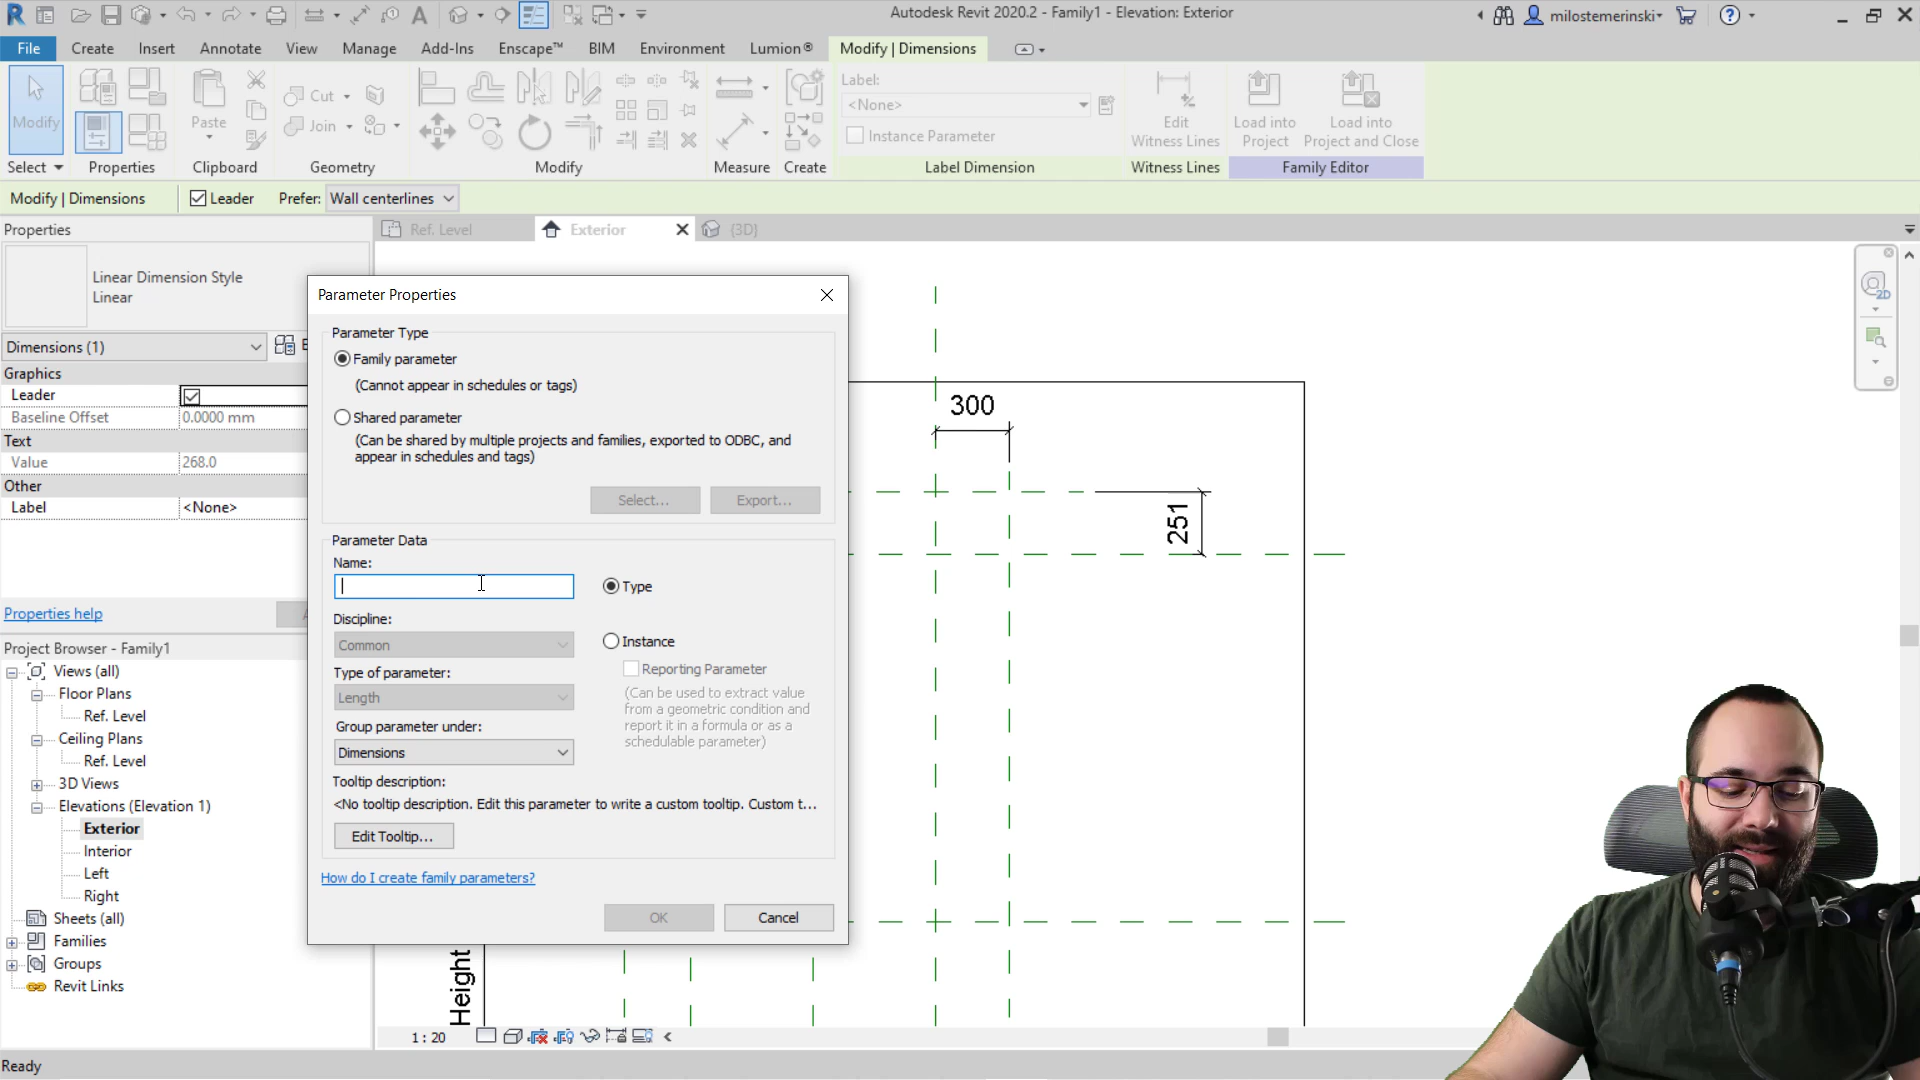 Autodesk Revit 2020.2 - Family1 - Elevation: Exterior
milostemerinski
File Create Insert Annotate View Manage Add-Ins Enscape™ BIM Environment Lumion® Modify | Dimensions
Modify
Paste
Cut
Join
Label:
<None>
Instance Parameter
Edit
Witness Lines
Load into
Project
Load into
Project and Close
Select Properties Clipboard Geometry Modify Measure Create Label Dimension Witness Lines Family Editor
Modify | Dimensions Leader Prefer: Wall centerlines
Properties
Ref. Level Exterior {3D}
Linear Dimension Style
Linear
Dimensions (1)
Graphics
Leader
Baseline Offset 0.0000 mm
Text
Value 268.0
Other
Label <None>
Properties help
Project Browser - Family1
Views (all)
Floor Plans
Ref. Level
Ceiling Plans
Ref. Level
3D Views
Elevations (Elevation 1)
Exterior
Interior
Left
Right
Sheets (all)
Families
Groups
Revit Links
Parameter Properties
Parameter Type
Family parameter
(Cannot appear in schedules or tags)
Shared parameter
(Can be shared by multiple projects and families, exported to ODBC, and
appear in schedules and tags)
Select... Export...
Parameter Data
Name:
Type
Discipline:
Common
Instance
Type of parameter:
Reporting Parameter
Length
(Can be used to extract value
from a geometric condition and
report it in a formula or as a
schedulable parameter)
Group parameter under:
Dimensions
Tooltip description:
<No tooltip description. Edit this parameter to write a custom tooltip. Custom t...
Edit Tooltip...
How do I create family parameters?
OK Cancel
300
251
Height
2D
1 : 20
Ready